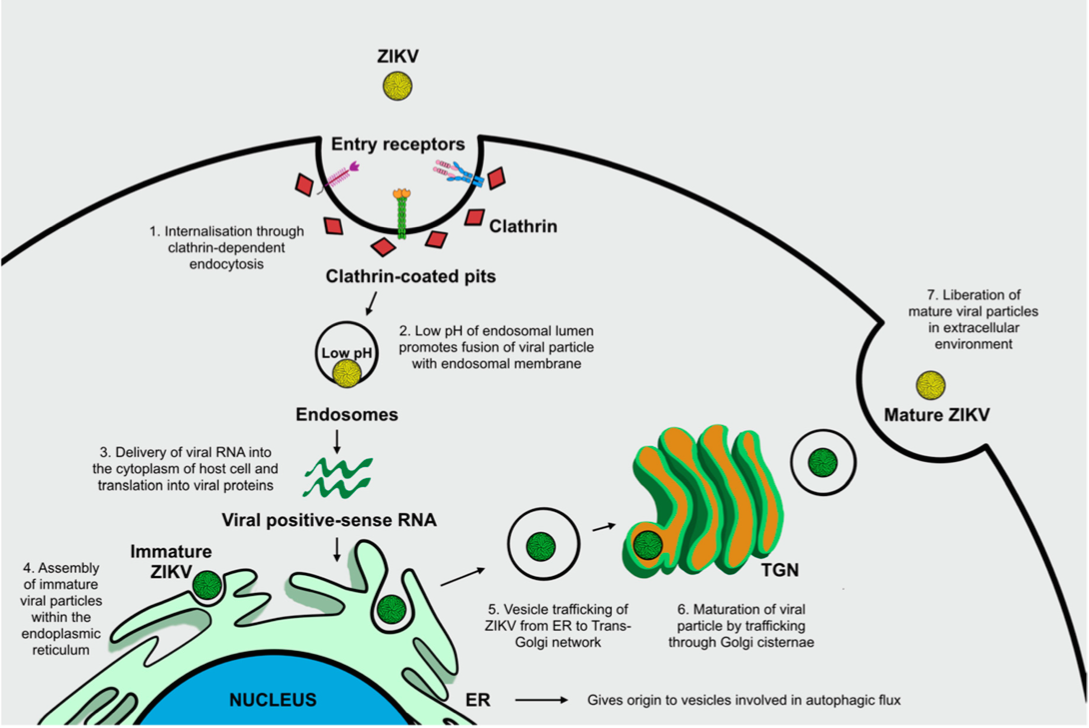 ZIKV
Entry receptors
Clathrin
1. Internalisation through
clathrin-dependent
endocytosis
Clathrin-coated pits
2. Low pH of endosomal lumen
promotes fusion of viral particle
with endosomal membrane
Low pH
Endosomes
3. Delivery of viral RNA into
the cytoplasm of host cell and
translation into viral proteins
Viral positive-sense RNA
Immature
ZIKV
4. Assembly
of immature
viral particles
within the
endoplasmic
reticulum
NUCLEUS
ER
Gives origin to vesicles involved in autophagic flux
5. Vesicle trafficking of
ZIKV from ER to Trans-
Golgi network
TGN
6. Maturation of viral
particle by trafficking
through Golgi cisternae
7. Liberation of
mature viral particles
in extracellular
environment
Mature ZIKV